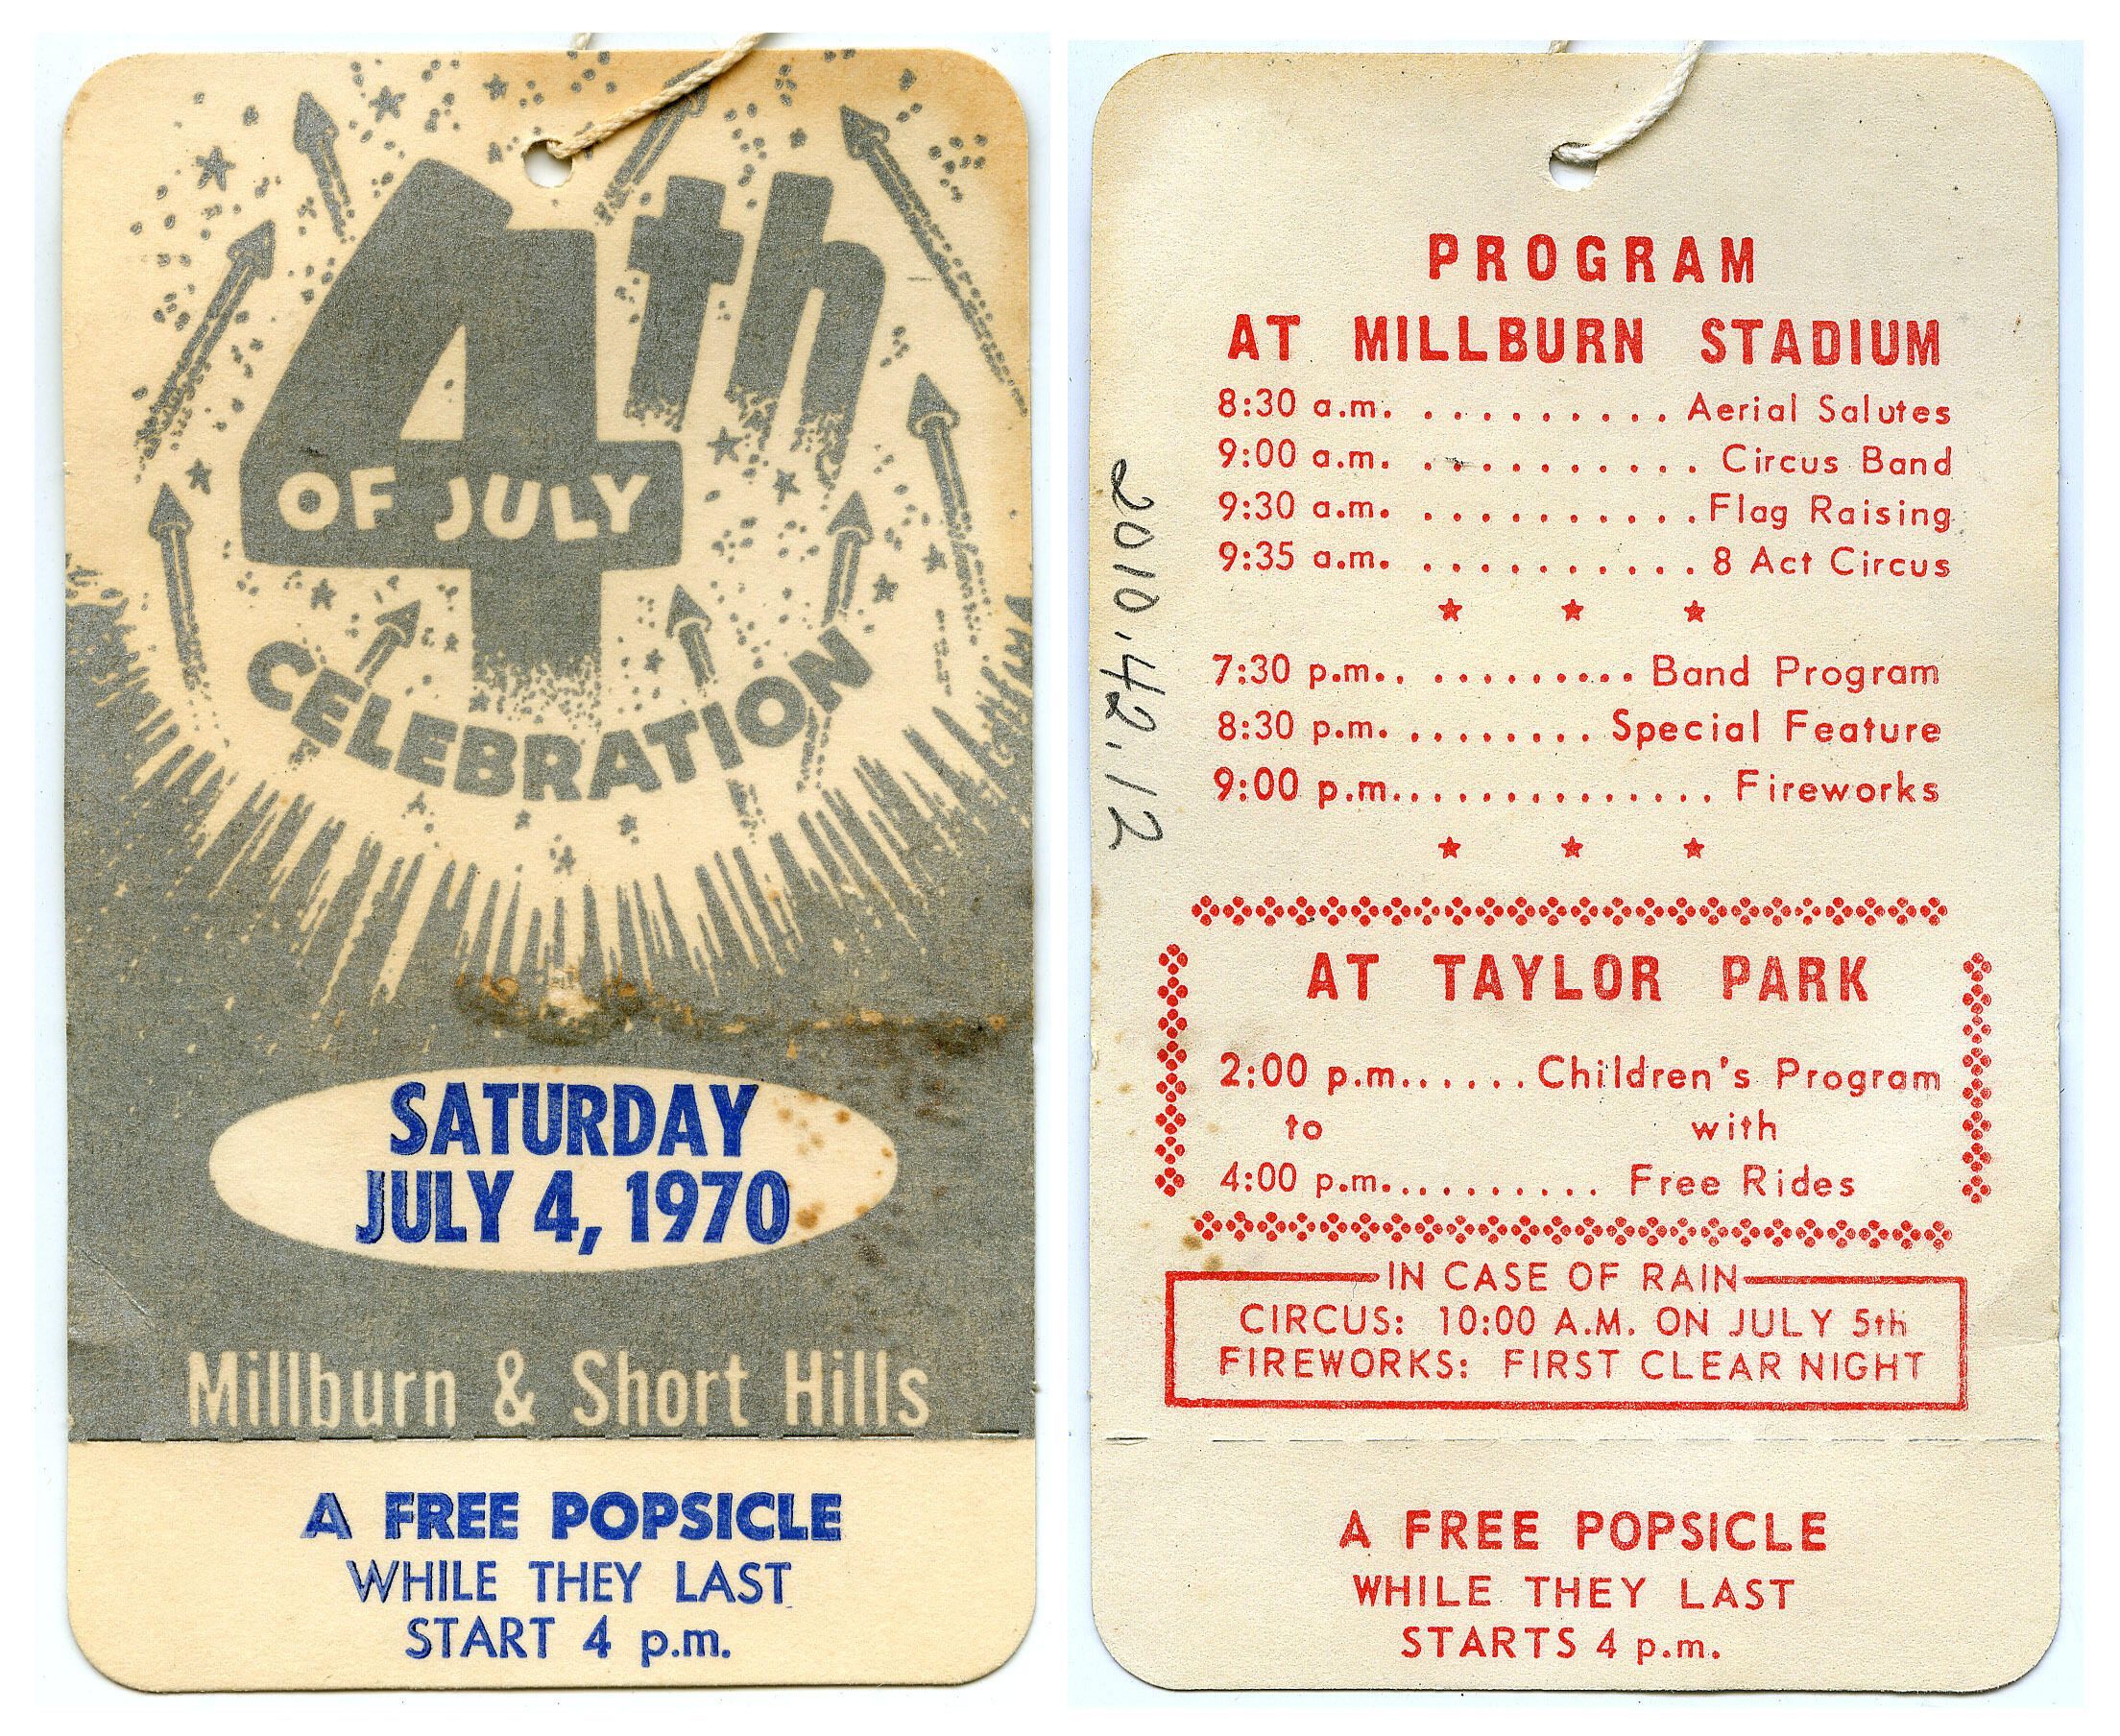 4th
OF JULY
CELEBRATION
SATURDAY
JULY 4, 1970
Millburn & Short Hills
A FREE POPSICLE
WHILE THEY LAST
START 4 p.m.
PROGRAM
AT MILLBURN STADIUM
8:30 a.m. . . . . . . . . . . Aerial Salutes
9:00 a.m. . . . . . . . . . . . Circus Band
9:30 a.m. . . . . . . . . . . . Flag Raising
9:35 a.m. . . . . . . . . . . . 8 Act Circus
7:30 p.m. . . . . . . . . . . . Band Program
8:30 p.m. . . . . . . . . Special Feature
9:00 p.m. . . . . . . . . . . . . . . Fireworks
AT TAYLOR PARK
2:00 p.m. . . . . . Children's Program
to with
4:00 p.m. . . . . . . . . . . Free Rides
IN CASE OF RAIN
CIRCUS: 10:00 A.M. ON JULY 5th
FIREWORKS: FIRST CLEAR NIGHT
A FREE POPSICLE
WHILE THEY LAST
STARTS 4 p.m.
2010.42.12